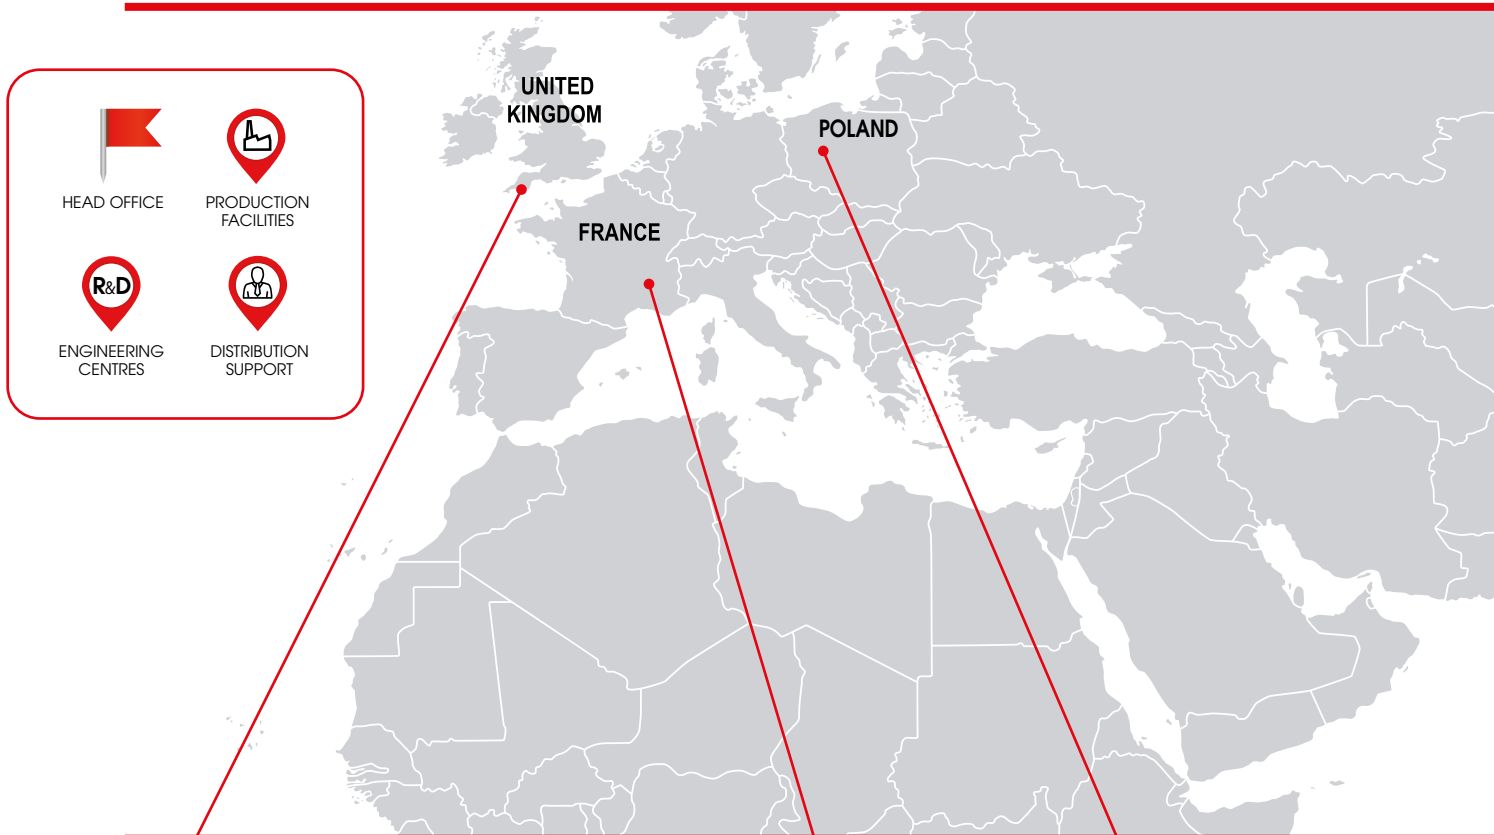 UNITED
KINGDOM
POLAND
FRANCE
HEAD OFFICE
PRODUCTION
FACILITIES
R&D
ENGINEERING
CENTRES
DISTRIBUTION
SUPPORT